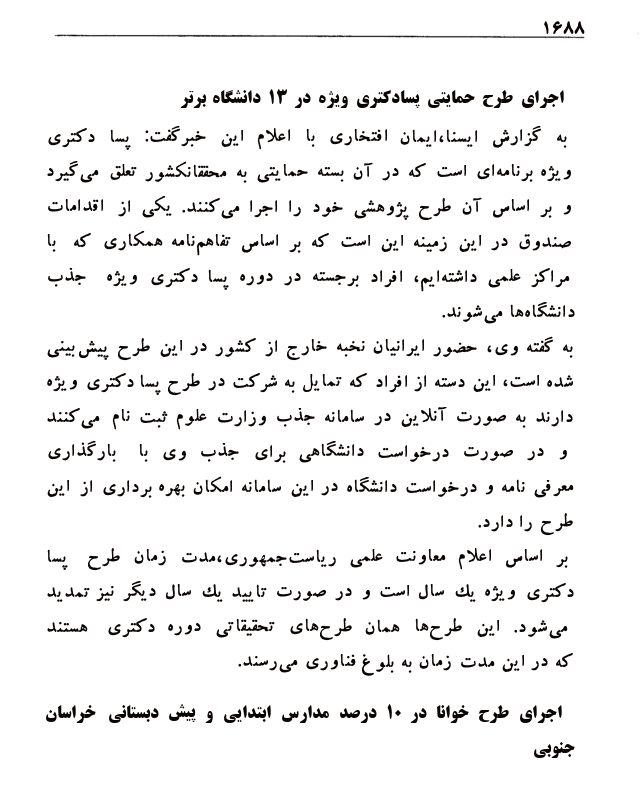 ۱۶۸۸
اجرای طرح حمایتی پسادکتری ویژه در ۱۳ دانشگاه برتر
به گزارش ایسنا،ایمان افتخاری با اعلام این خبرگفت: پسا دکتری
ویژه برنامه‌ای است که در آن بسته حمایتی به محققانکشور تعلق می‌گیرد
و بر اساس آن طرح پژوهشی خود را اجرا می‌کنند. یکی از اقدامات
صندوق در این زمینه این است که بر اساس تفاهم‌نامه همکاری که با
مراکز علمی داشته‌ایم، افراد برجسته در دوره پسا دکتری ویژه جذب
دانشگاه‌ها می‌شوند.
به گفته وی، حضور ایرانیان نخبه خارج از کشور در این طرح پیش‌بینی
شده است، این دسته از افراد که تمایل به شرکت در طرح پسا دکتری ویژه
دارند به صورت آنلاین در سامانه جذب وزارت علوم ثبت نام می‌کنند
و در صورت درخواست دانشگاهی برای جذب وی با بارگذاری
معرفی نامه و درخواست دانشگاه در این سامانه امکان بهره برداری از این
طرح را دارد.
بر اساس اعلام معاونت علمی ریاست‌جمهوری،مدت زمان طرح پسا
دکتری ویژه یك سال است و در صورت تایید یك سال دیگر نیز تمدید
می‌شود. این طرح‌ها همان طرح‌های تحقیقاتی دوره دکتری هستند
که در این مدت زمان به بلوغ فناوری می‌رسند.
اجرای طرح خوانا در ۱۰ درصد مدارس ابتدایی و پیش دبستانی خراسان
جنوبی